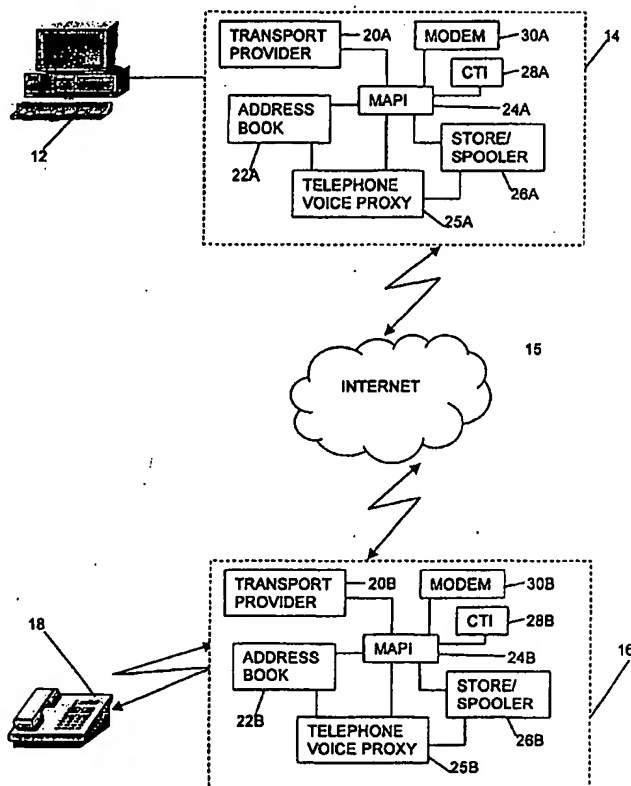 TRANSPORT
PROVIDER
20A
MODEM
30A
14
CTI
28A
MAPI
24A
ADDRESS
BOOK
22A
STORE/
SPOOLER
26A
12
TELEPHONE
VOICE PROXY
25A
15
INTERNET
TRANSPORT
PROVIDER
20B
MODEM
30B
CTI
28B
18
MAPI
24B
16
ADDRESS
BOOK
22B
STORE/
SPOOLER
26B
TELEPHONE
VOICE PROXY
25B